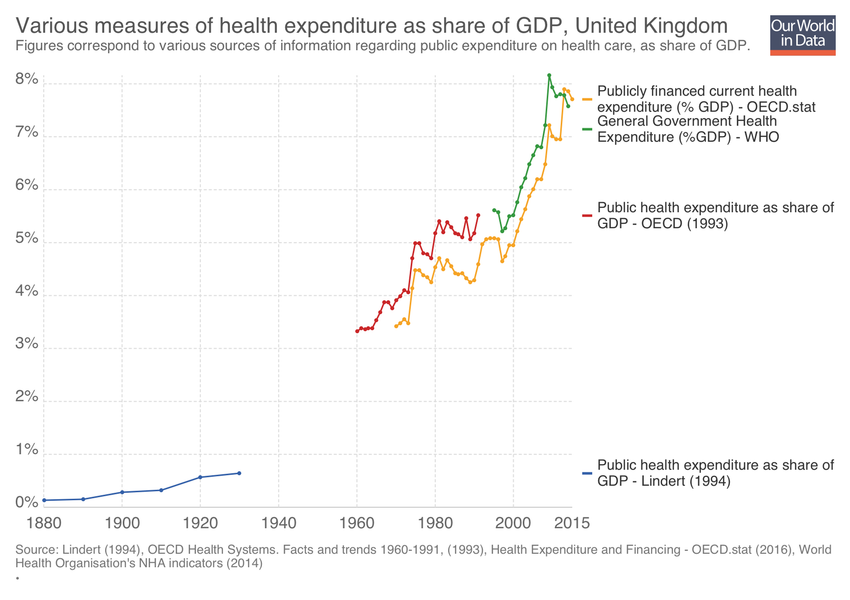 Various measures of health expenditure as share of GDP, United Kingdom
Figures correspond to various sources of information regarding public expenditure on health care, as share of GDP.
Our World
in Data
8%
7%
6%
5%
4%
3%
2%
1%
0%
1880
1900
1920
1940
1960
1980
2000
2015
Publicly financed current health
expenditure (% GDP) - OECD.stat
General Government Health
Expenditure (%GDP) - WHO
Public health expenditure as share of
GDP - OECD (1993)
Public health expenditure as share of
GDP - Lindert (1994)
Source: Lindert (1994), OECD Health Systems. Facts and trends 1960-1991, (1993), Health Expenditure and Financing - OECD.stat (2016), World
Health Organisation's NHA indicators (2014)
•